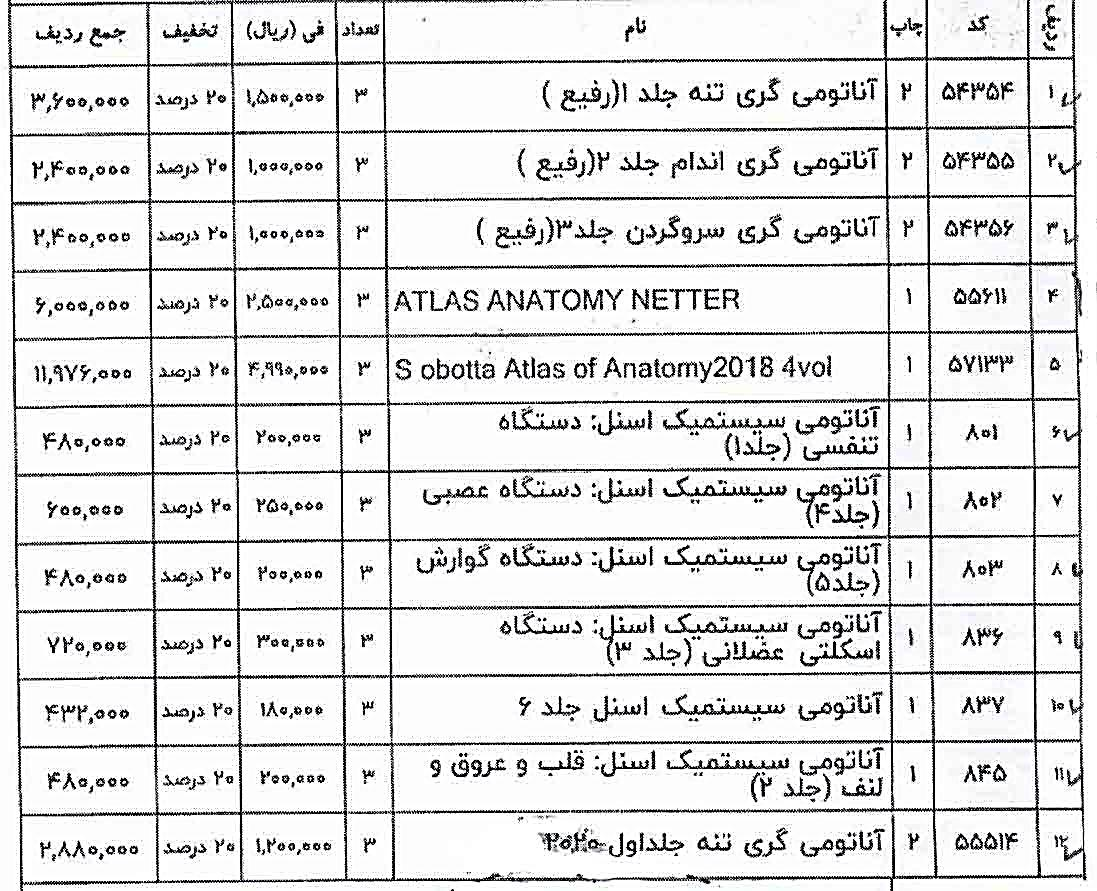 ردیف کد چاپ نام تعداد فی (ریال) تخفیف جمع ردیف
۱ ۵۴۳۵۴ ۲ آناتومی گری تنه جلد ۱(رفیع ) ۳ ۱,۵۰۰,۰۰۰ ۲۰ درصد ۳,۶۰۰,۰۰۰
۲ ۵۴۳۵۵ ۲ آناتومی گری اندام جلد ۲(رفیع ) ۳ ۱,۰۰۰,۰۰۰ ۲۰ درصد ۲,۴۰۰,۰۰۰
۳ ۵۴۳۵۶ ۲ آناتومی گری سروگردن جلد۳(رفیع ) ۳ ۱,۰۰۰,۰۰۰ ۲۰ درصد ۲,۴۰۰,۰۰۰
۴ ۵۵۶۱۱ ۱ ATLAS ANATOMY NETTER ۳ ۲,۵۰۰,۰۰۰ ۲۰ درصد ۶,۰۰۰,۰۰۰
۵ ۵۷۱۳۳ ۱ S obotta Atlas of Anatomy2018 4vol ۳ ۴,۹۹۰,۰۰۰ ۲۰ درصد ۱۱,۹۷۶,۰۰۰
۶ ۸۰۱ ۱ آناتومی سیستمیک اسنل: دستگاه ۳ ۲۰۰,۰۰۰ ۲۰ درصد ۴۸۰,۰۰۰
تنفسی (جلد۱)
۷ ۸۰۲ ۱ آناتومی سیستمیک اسنل: دستگاه عصبی ۳ ۲۵۰,۰۰۰ ۲۰ درصد ۶۰۰,۰۰۰
(جلد۴)
۸ ۸۰۳ ۱ آناتومی سیستمیک اسنل: دستگاه گوارش ۳ ۲۰۰,۰۰۰ ۲۰ درصد ۴۸۰,۰۰۰
(جلد۵)
۹ ۸۳۶ ۱ آناتومی سیستمیک اسنل: دستگاه ۳ ۳۰۰,۰۰۰ ۲۰ درصد ۷۲۰,۰۰۰
اسکلتی عضلانی (جلد ۳)
۱۰ ۸۳۷ ۱ آناتومی سیستمیک اسنل جلد ۶ ۳ ۱۸۰,۰۰۰ ۲۰ درصد ۴۳۲,۰۰۰
۱۱ ۸۴۵ ۱ آناتومی سیستمیک اسنل: قلب و عروق و ۳ ۲۰۰,۰۰۰ ۲۰ درصد ۴۸۰,۰۰۰
لنف (جلد ۲)
۱۲ ۵۵۵۱۴ ۲ آناتومی گری تنه جلداول ۲۰۲۰ ۳ ۱,۲۰۰,۰۰۰ ۲۰ درصد ۲,۸۸۰,۰۰۰